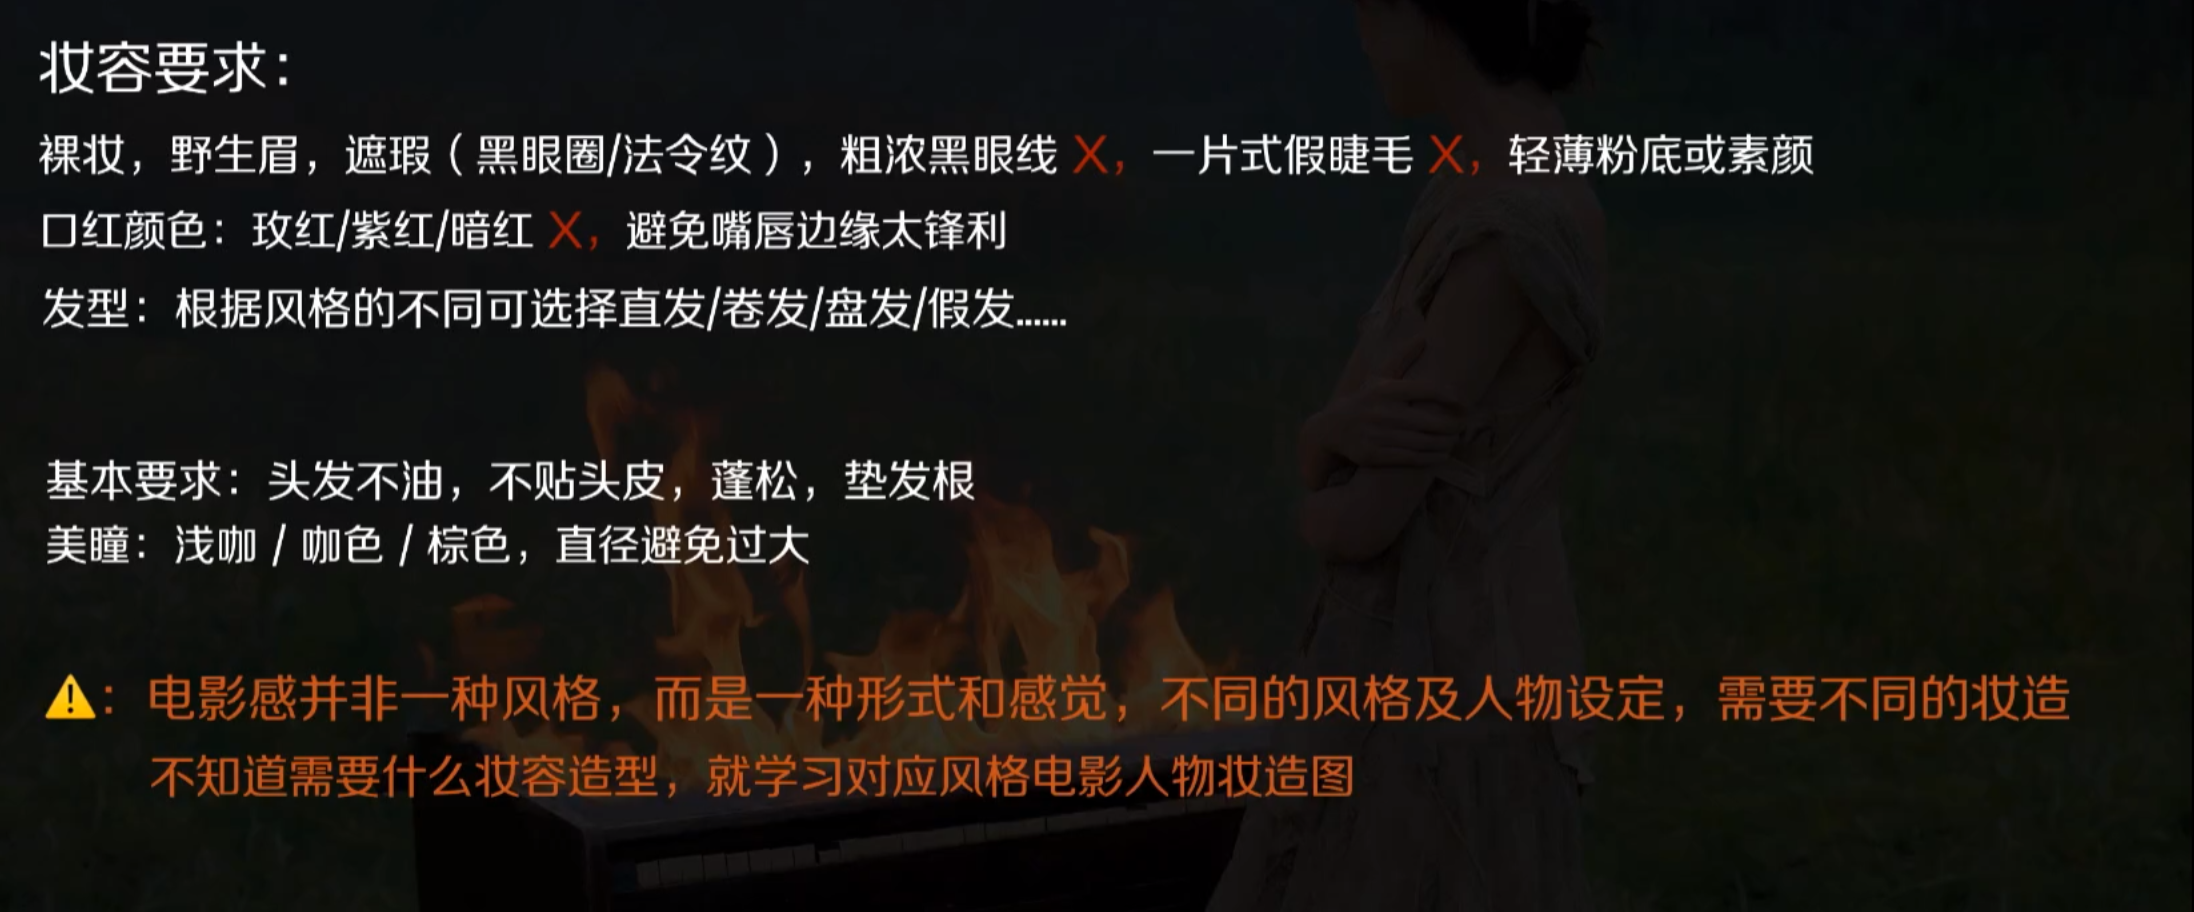 妆容要求：
裸妆，野生眉，遮瑕（黑眼圈/法令纹），粗浓黑眼线 X，一片式假睫毛 X，轻薄粉底或素颜
口红颜色：玫红/紫红/暗红 X，避免嘴唇边缘太锋利
发型：根据风格的不同可选择直发/卷发/盘发/假发......
基本要求：头发不油，不贴头皮，蓬松，垫发根
美瞳：浅咖 / 咖色 / 棕色，直径避免过大
⚠️：电影感并非一种风格，而是一种形式和感觉，不同的风格及人物设定，需要不同的妆造
不知道需要什么妆容造型，就学习对应风格电影人物妆造图